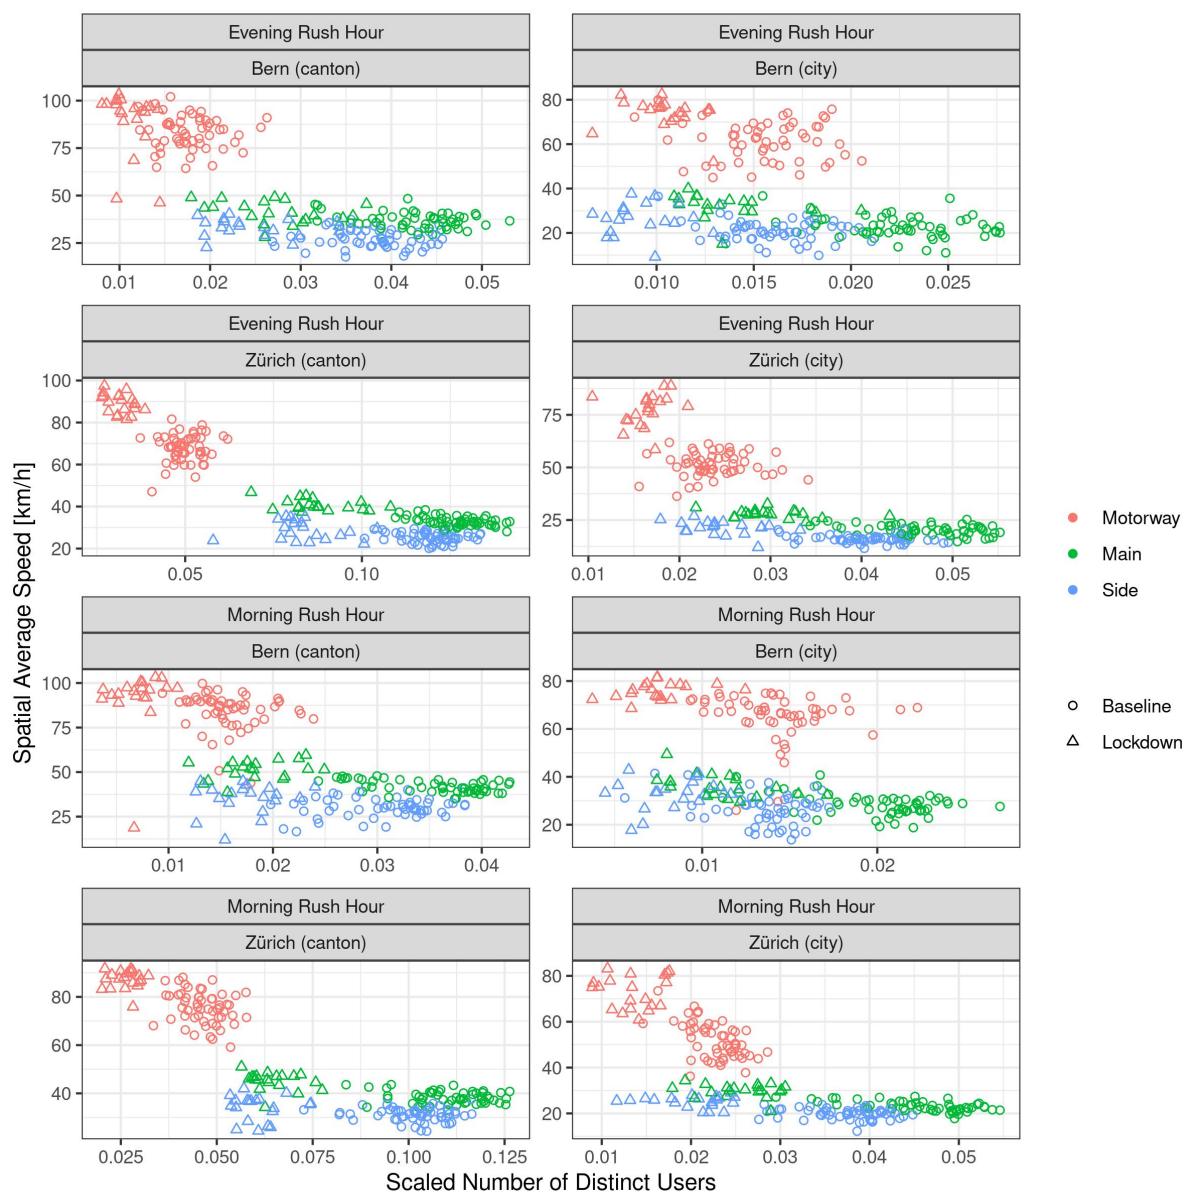 Evening Rush Hour
Bern (canton)
100
75
50
25
0.01 0.02 0.03 0.04 0.05
Evening Rush Hour
Bern (city)
80
60
40
20
0.010 0.015 0.020 0.025
Evening Rush Hour
Zürich (canton)
100
80
60
40
20
0.05 0.10
Evening Rush Hour
Zürich (city)
75
50
25
0.01 0.02 0.03 0.04 0.05
Morning Rush Hour
Bern (canton)
100
75
50
25
0.01 0.02 0.03 0.04
Morning Rush Hour
Bern (city)
80
60
40
20
0.01 0.02
Morning Rush Hour
Zürich (canton)
80
60
40
0.025 0.050 0.075 0.100 0.125
Morning Rush Hour
Zürich (city)
80
60
40
20
0.01 0.02 0.03 0.04 0.05
Spatial Average Speed [km/h]
Scaled Number of Distinct Users
Motorway
Main
Side
Baseline
Lockdown